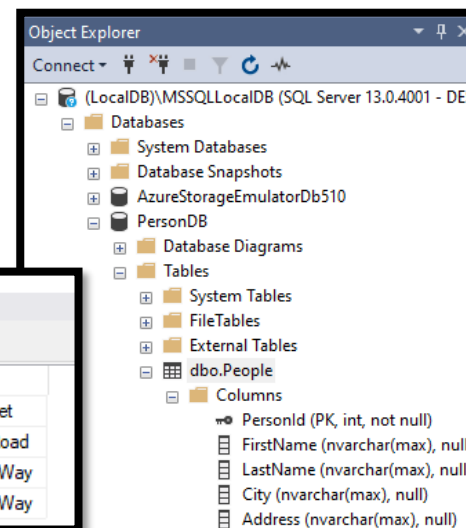 Object Explorer
Connect
(LocalDB)\MSSQLLocalDB (SQL Server 13.0.4001 - DE
Databases
System Databases
Database Snapshots
AzureStorageEmulatorDb510
PersonDB
Database Diagrams
Tables
System Tables
FileTables
External Tables
dbo.People
Columns
PersonId (PK, int, not null)
FirstName (nvarchar(max), null
LastName (nvarchar(max), null
City (nvarchar(max), null)
Address (nvarchar(max), null)
et
oad
Way
Way